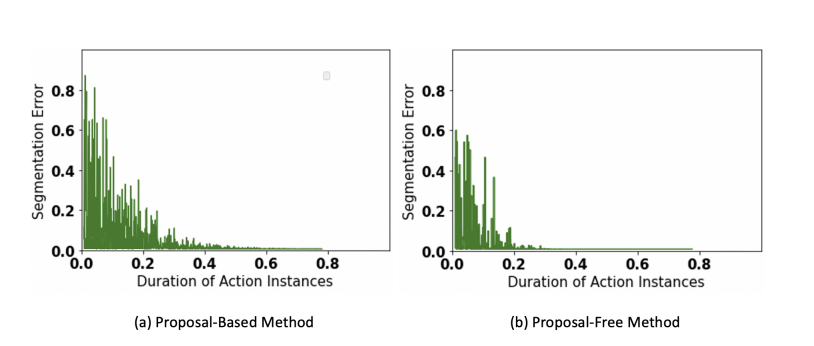 Segmentation Error
0.8
0.6
0.4
0.2
0.0
0.0 0.2 0.4 0.6 0.8
Duration of Action Instances
(a) Proposal-Based Method
Segmentation Error
0.8
0.6
0.4
0.2
0.0
0.0 0.2 0.4 0.6 0.8
Duration of Action Instances
(b) Proposal-Free Method